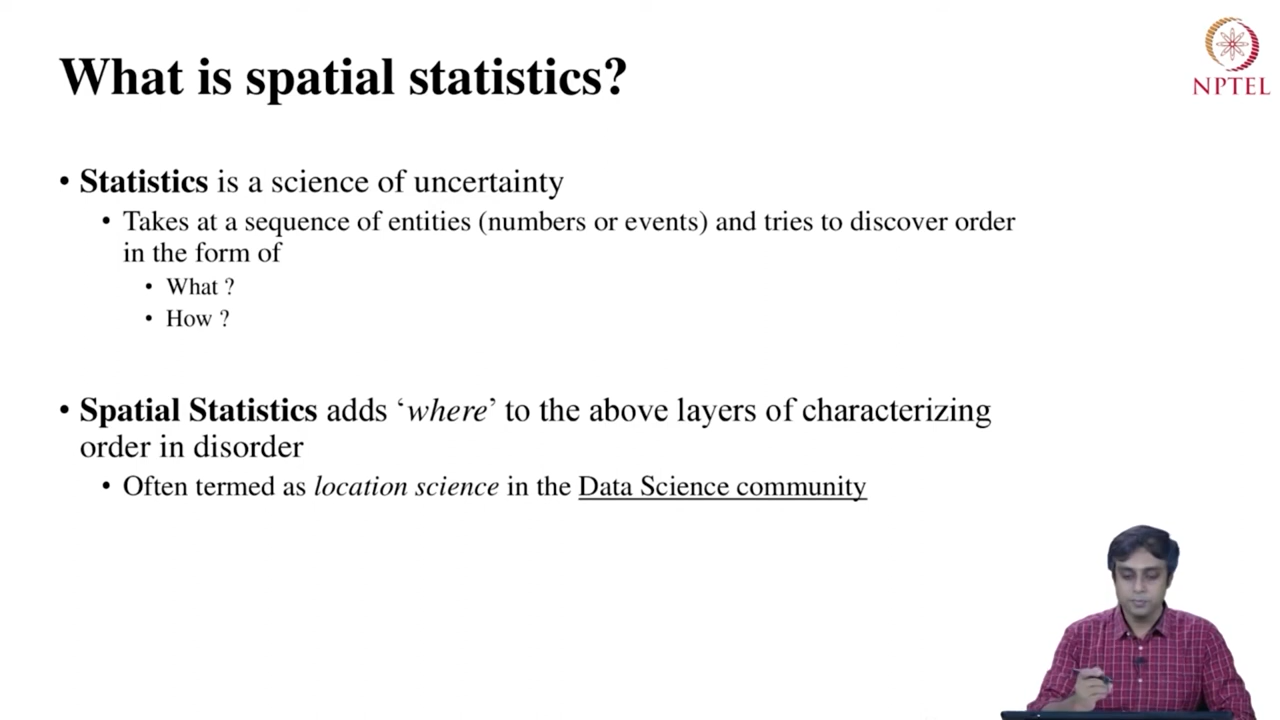 What is spatial statistics?
NPTEL
• Statistics is a science of uncertainty
• Takes at a sequence of entities (numbers or events) and tries to discover order
in the form of
• What ?
• How ?
• Spatial Statistics adds ‘where’ to the above layers of characterizing
order in disorder
• Often termed as location science in the Data Science community